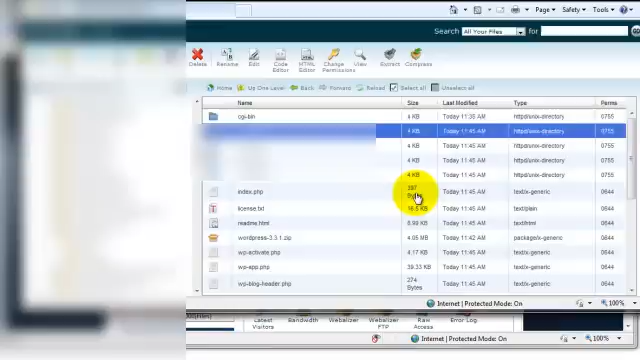 Page Safety Tools
Search All Your Files for GO
Delete Rename Edit Code Editor HTML Editor Change Permissions View Extract Compress
Home Up One Level Back Forward Reload Select all Unselect all
Name Size Last Modified Type Perms
cgi-bin 4 KB Today 11:35 AM httpd/unix-directory 0755
4 KB Today 11:45 AM httpd/unix-directory 0755
4 KB Today 11:45 AM httpd/unix-directory 0755
4 KB Today 11:45 AM httpd/unix-directory 0755
4 KB Today 11:45 AM httpd/unix-directory 0755
index.php 397 Bytes Today 11:45 AM text/x-generic 0644
license.txt 16.5 KB Today 11:45 AM text/plain 0644
readme.html 8.99 KB Today 11:45 AM text/html 0644
wordpress-3.3.1.zip 4.05 MB Today 11:42 AM package/x-generic 0644
wp-activate.php 4.17 KB Today 11:45 AM text/x-generic 0644
wp-app.php 39.33 KB Today 11:45 AM text/x-generic 0644
wp-blog-header.php 274 Bytes Today 11:45 AM text/x-generic 0644
Internet | Protected Mode: On 100%
Latest Visitors Bandwidth Webalizer Webalizer FTP Raw Access Error Log
Internet | Protected Mode: On 100%